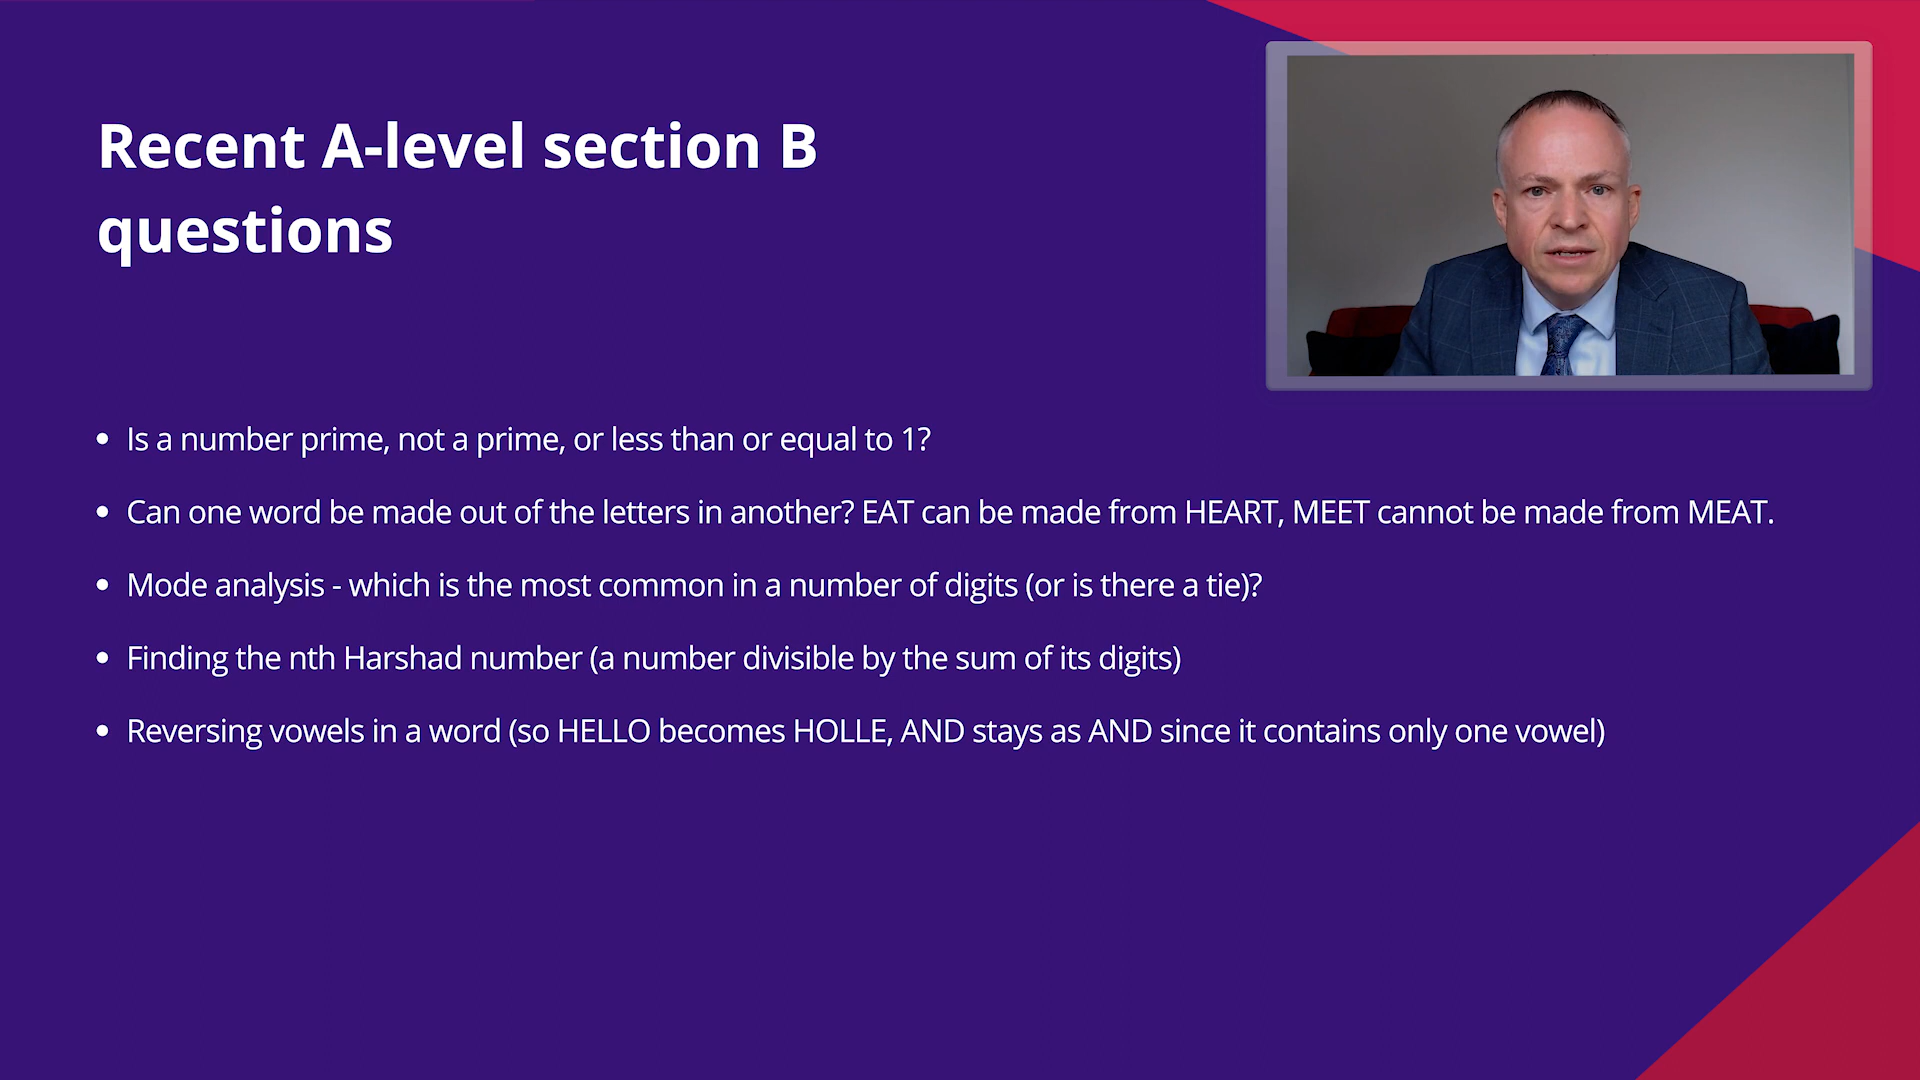 Recent A-level section B
questions
• Is a number prime, not a prime, or less than or equal to 1?
• Can one word be made out of the letters in another? EAT can be made from HEART, MEET cannot be made from MEAT.
• Mode analysis - which is the most common in a number of digits (or is there a tie)?
• Finding the nth Harshad number (a number divisible by the sum of its digits)
• Reversing vowels in a word (so HELLO becomes HOLLE, AND stays as AND since it contains only one vowel)